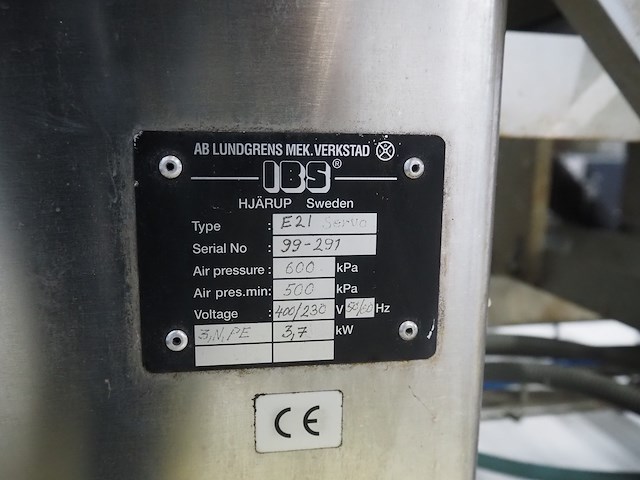 AB LUNDGRENS MEK. VERKSTAD
IBS®
HJÄRUP Sweden
Type : E21 Servo
Serial No : 99-291
Air pressure : 600 kPa
Air pres.min: 500 kPa
Voltage : 400/230 V 50/60 Hz
3,N,PE 3,7 kW
CE